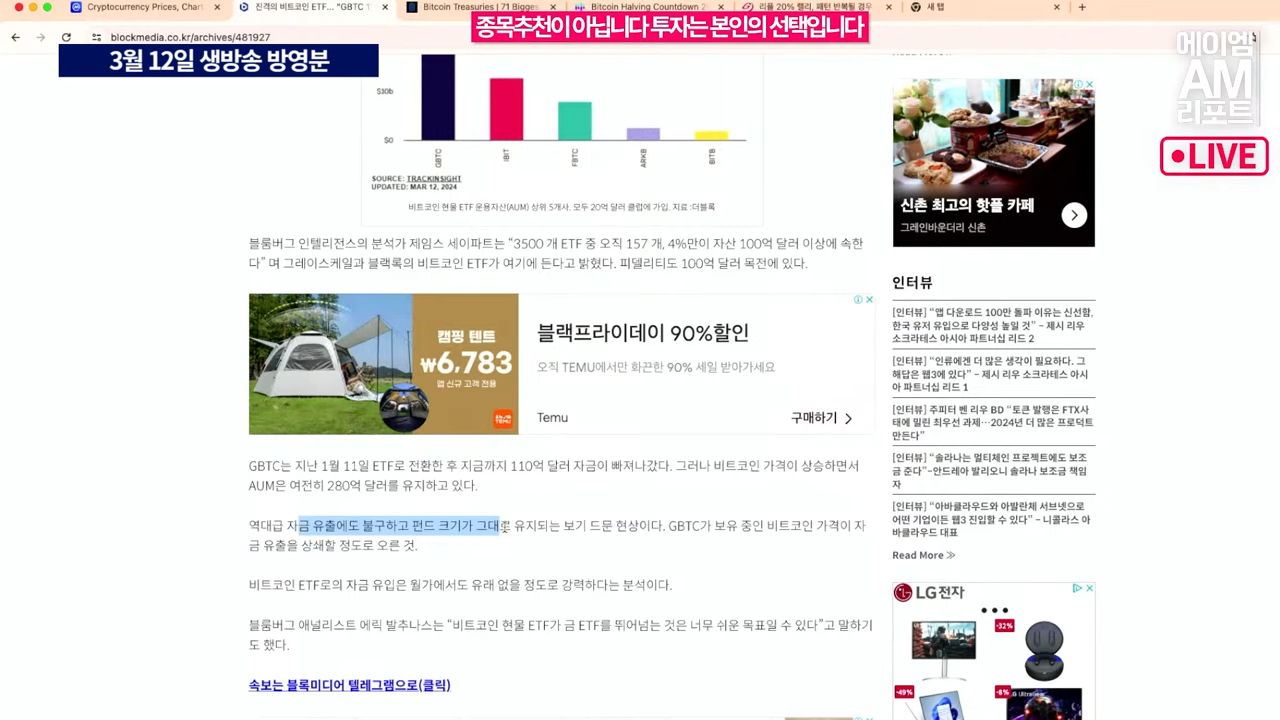 Cryptocurrency Prices, Chart
진격의 비트코인 ETF... "GBTC 1
Bitcoin Treasuries | 71 Bigges
Bitcoin Halving Countdown 2
리플 20% 랠리, 패턴 반복될 경우
새 탭
blockmedia.co.kr/archives/481927
종목추천이 아닙니다 투자는 본인의 선택입니다
3월 12일 생방송 방영분
에이엠
AM
리포트
LIVE
$30b
$0
GBTC
IBIT
FBTC
ARKB
BITB
SOURCE: TRACKINSIGHT
UPDATED: MAR 12, 2024
비트코인 현물 ETF 운용자산(AUM) 상위 5개사. 모두 20억 달러 클럽에 가입. 자료 :더블록
블룸버그 인텔리전스의 분석가 제임스 세이파트는 “3500 개 ETF 중 오직 157 개, 4%만이 자산 100억 달러 이상에 속한
다” 며 그레이스케일과 블랙록의 비트코인 ETF가 여기에 든다고 밝혔다. 피델리티도 100억 달러 목전에 있다.
캠핑 텐트
₩6,783
앱 신규 고객 전용
TEMU
블랙프라이데이 90%할인
오직 TEMU에서만 화끈한 90% 세일 받아가세요
Temu
구매하기
GBTC는 지난 1월 11일 ETF로 전환한 후 지금까지 110억 달러 자금이 빠져나갔다. 그러나 비트코인 가격이 상승하면서
AUM은 여전히 280억 달러를 유지하고 있다.
역대급 자금 유출에도 불구하고 펀드 크기가 그대로 유지되는 보기 드문 현상이다. GBTC가 보유 중인 비트코인 가격이 자
금 유출을 상쇄할 정도로 오른 것.
비트코인 ETF로의 자금 유입은 월가에서도 유래 없을 정도로 강력하다는 분석이다.
블룸버그 애널리스트 에릭 발추나스는 “비트코인 현물 ETF가 금 ETF를 뛰어넘는 것은 너무 쉬운 목표일 수 있다”고 말하기
도 했다.
속보는 블록미디어 텔레그램으로(클릭)
신촌 최고의 핫플 카페
그레인바운더리 신촌
인터뷰
[인터뷰] “앱 다운로드 100만 돌파 이유는 신선함,
한국 유저 유입으로 다양성 높일 것” – 제시 리우
소크라테스 아시아 파트너십 리드 2
[인터뷰] “인류에겐 더 많은 생각이 필요하다. 그
해답은 웹3에 있다” – 제시 리우 소크라테스 아시
아 파트너십 리드 1
[인터뷰] 주피터 벤 리우 BD “토큰 발행은 FTX사
태에 밀린 최우선 과제…2024년 더 많은 프로덕트
만든다”
[인터뷰] “솔라나는 멀티체인 프로젝트에도 보조
금 준다”–안드레아 발리오니 솔라나 보조금 책임
자
[인터뷰] “아바클라우드와 아발란체 서브넷으로
어떤 기업이든 웹3 진입할 수 있다” – 니콜라스 아
바클라우드 대표
Read More ≫
LG전자
-32%
-49%
-6%